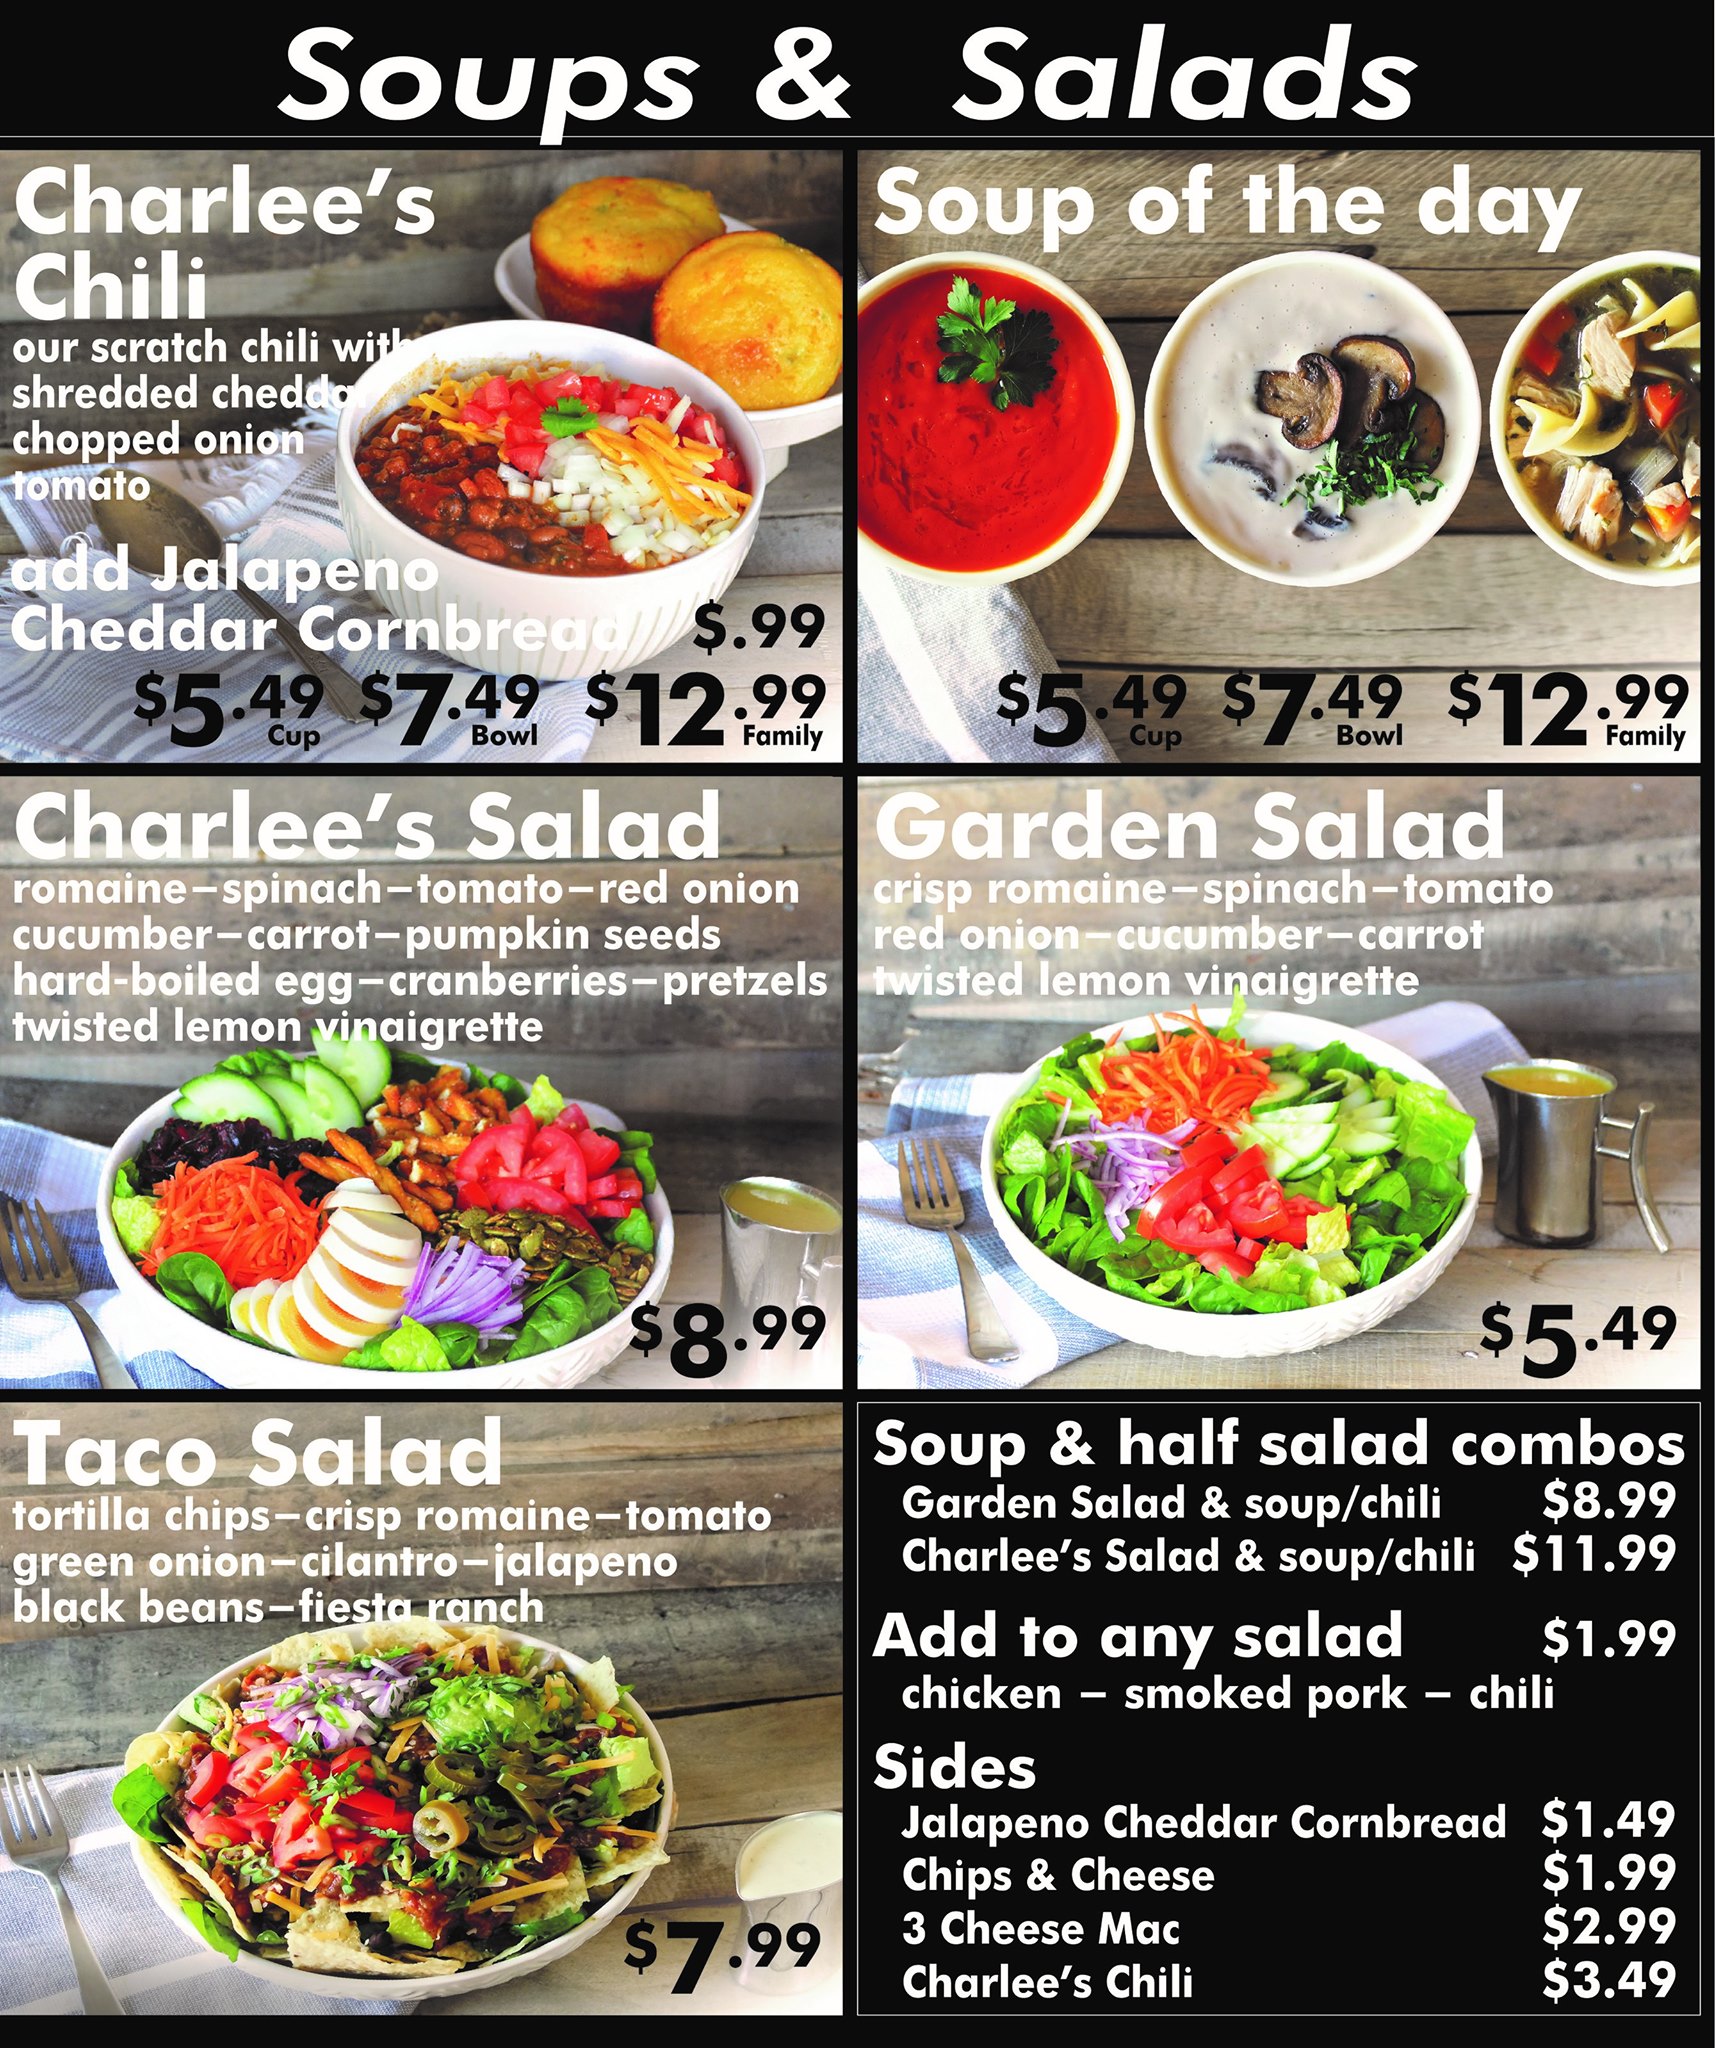 Soups & Salads
Charlee's
Chili
our scratch chili with
shredded cheddar
chopped onion
tomato
add Jalapeno
Cheddar Cornbread $.99
$5.49 $7.49 $12.99
Cup Bowl Family
Soup of the day
$5.49 $7.49 $12.99
Cup Bowl Family
Charlee's Salad
romaine–spinach–tomato–red onion
cucumber–carrot–pumpkin seeds
hard-boiled egg–cranberries–pretzels
twisted lemon vinaigrette
$8.99
Garden Salad
crisp romaine–spinach–tomato
red onion–cucumber–carrot
twisted lemon vinaigrette
$5.49
Taco Salad
tortilla chips–crisp romaine–tomato
green onion–cilantro–jalapeno
black beans–fiesta ranch
$7.99
Soup & half salad combos
Garden Salad & soup/chili $8.99
Charlee's Salad & soup/chili $11.99
Add to any salad $1.99
chicken – smoked pork – chili
Sides
Jalapeno Cheddar Cornbread $1.49
Chips & Cheese $1.99
3 Cheese Mac $2.99
Charlee's Chili $3.49